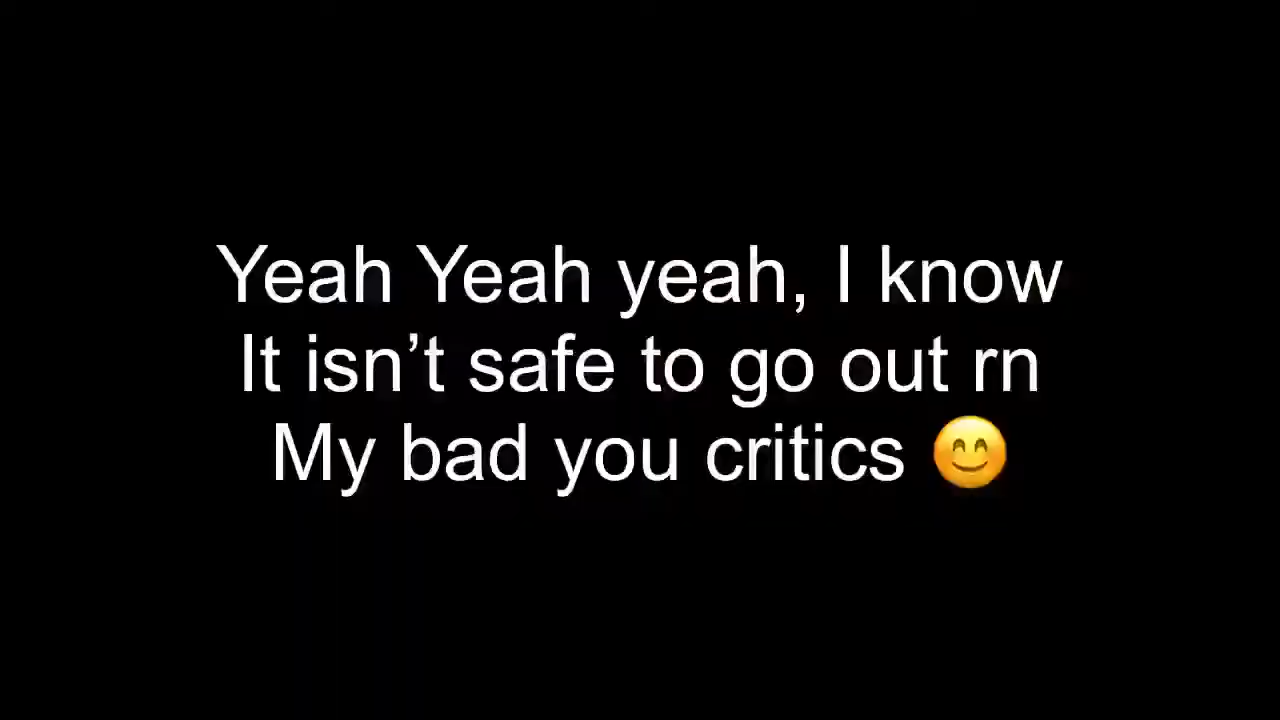 Yeah Yeah yeah, I know
It isn’t safe to go out rn
My bad you critics 😊